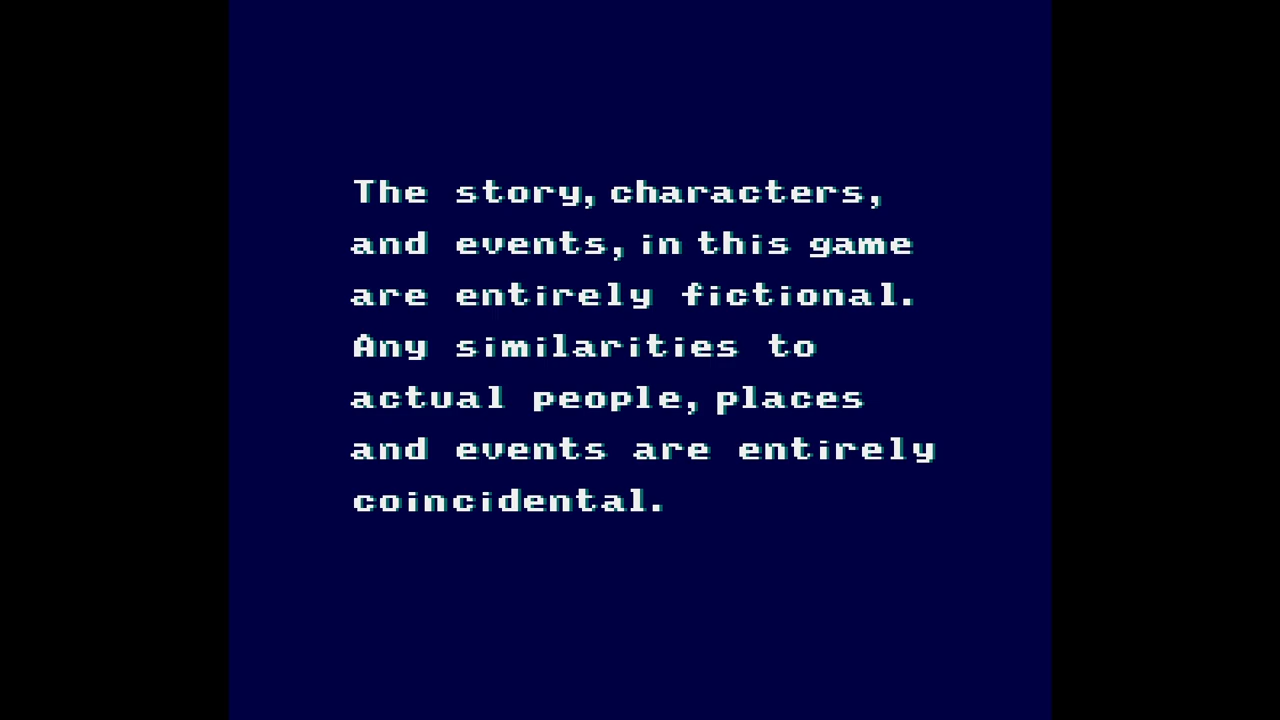 The story, characters,
and events, in this game
are entirely fictional.
Any similarities to
actual people, places
and events are entirely
coincidental.